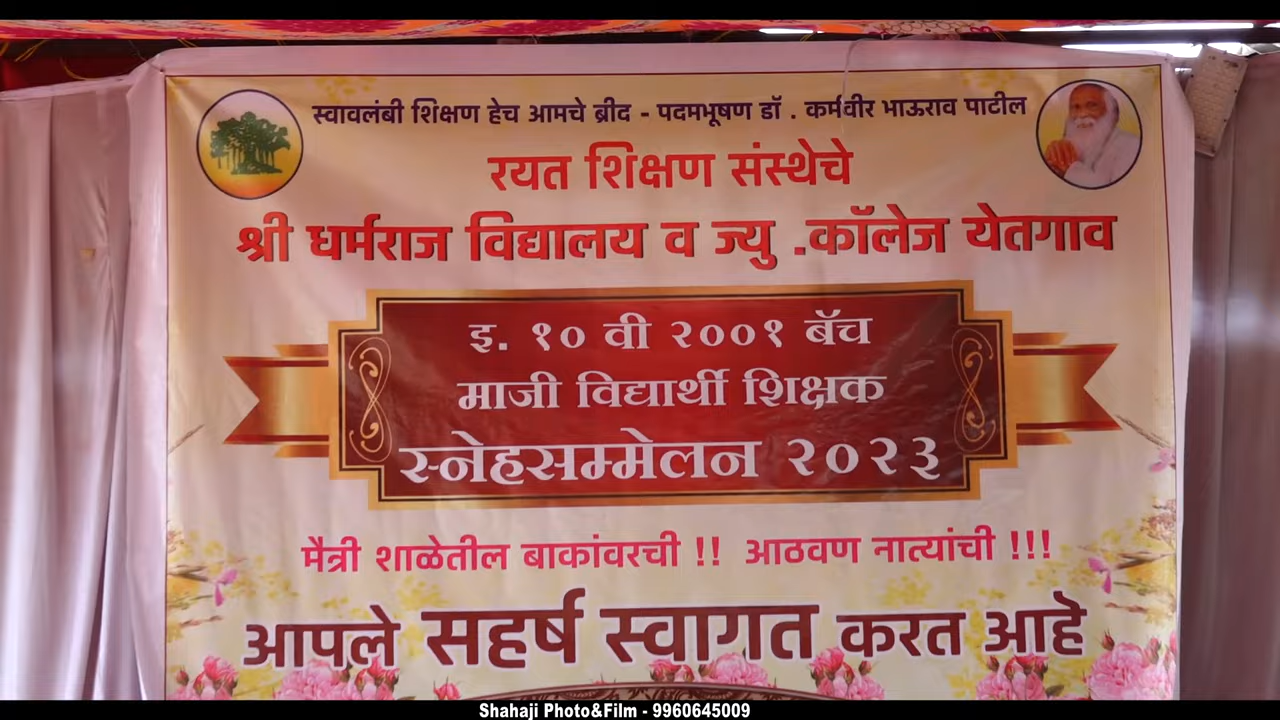 स्वावलंबी शिक्षण हेच आमचे ब्रीद - पदमभूषण डॉ . कर्मवीर भाऊराव पाटील
रयत शिक्षण संस्थेचे
श्री धर्मराज विद्यालय व ज्यु .कॉलेज येतगाव
इ. १० वी २००१ बॅच
माजी विद्यार्थी शिक्षक
स्नेहसम्मेलन २०२३
मैत्री शाळेतील बाकांवरची !! आठवण नात्यांची !!!
आपले सहर्ष स्वागत करत आहे
Shahaji Photo&Film - 9960645009